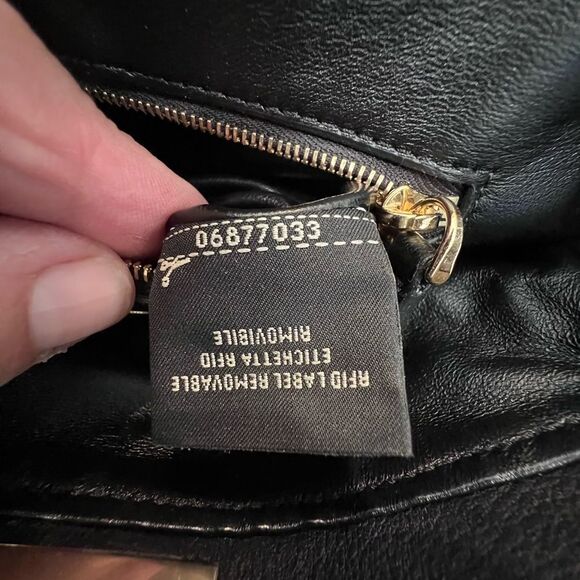 06877033
RFID LABEL REMOVABLE
ETICHETTA RFID
RIMOVIBILE